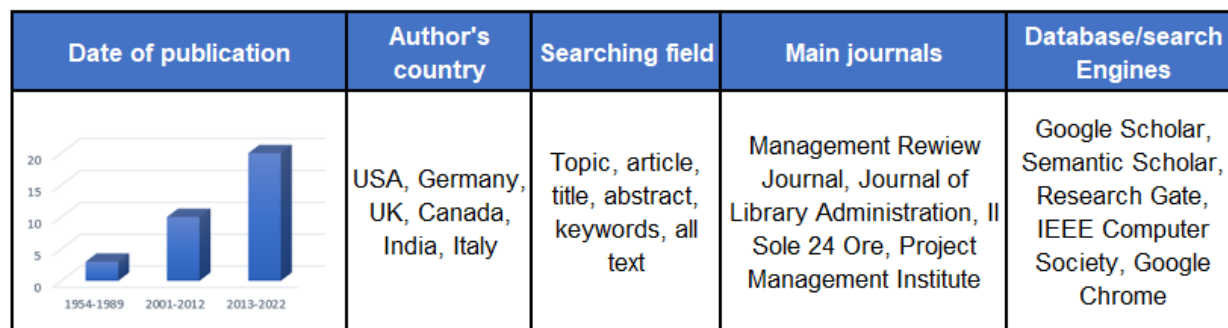 Date of publication
Author's
country
Searching field
Main journals
Database/search
Engines
20
15
10
5
0
1954-1989
2001-2012
2013-2022
USA, Germany,
UK, Canada,
India, Italy
Topic, article,
title, abstract,
keywords, all
text
Management Rewiew
Journal, Journal of
Library Administration, Il
Sole 24 Ore, Project
Management Institute
Google Scholar,
Semantic Scholar,
Research Gate,
IEEE Computer
Society, Google
Chrome